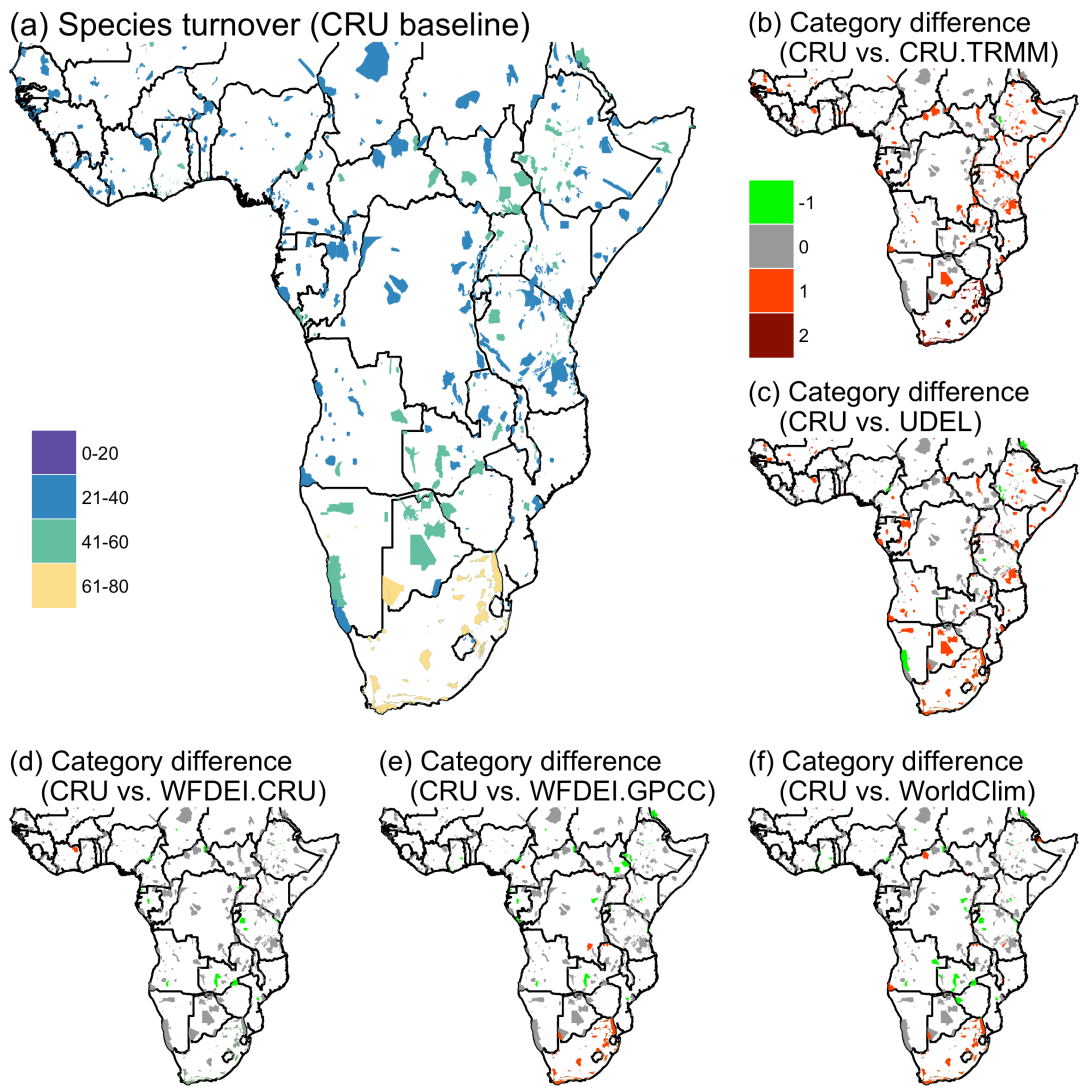 (a) Species turnover (CRU baseline)
0-20
21-40
41-60
61-80
(b) Category difference
(CRU vs. CRU.TRMM)
-1
0
1
2
(c) Category difference
(CRU vs. UDEL)
(d) Category difference
(CRU vs. WFDEI.CRU)
(e) Category difference
(CRU vs. WFDEI.GPCC)
(f) Category difference
(CRU vs. WorldClim)